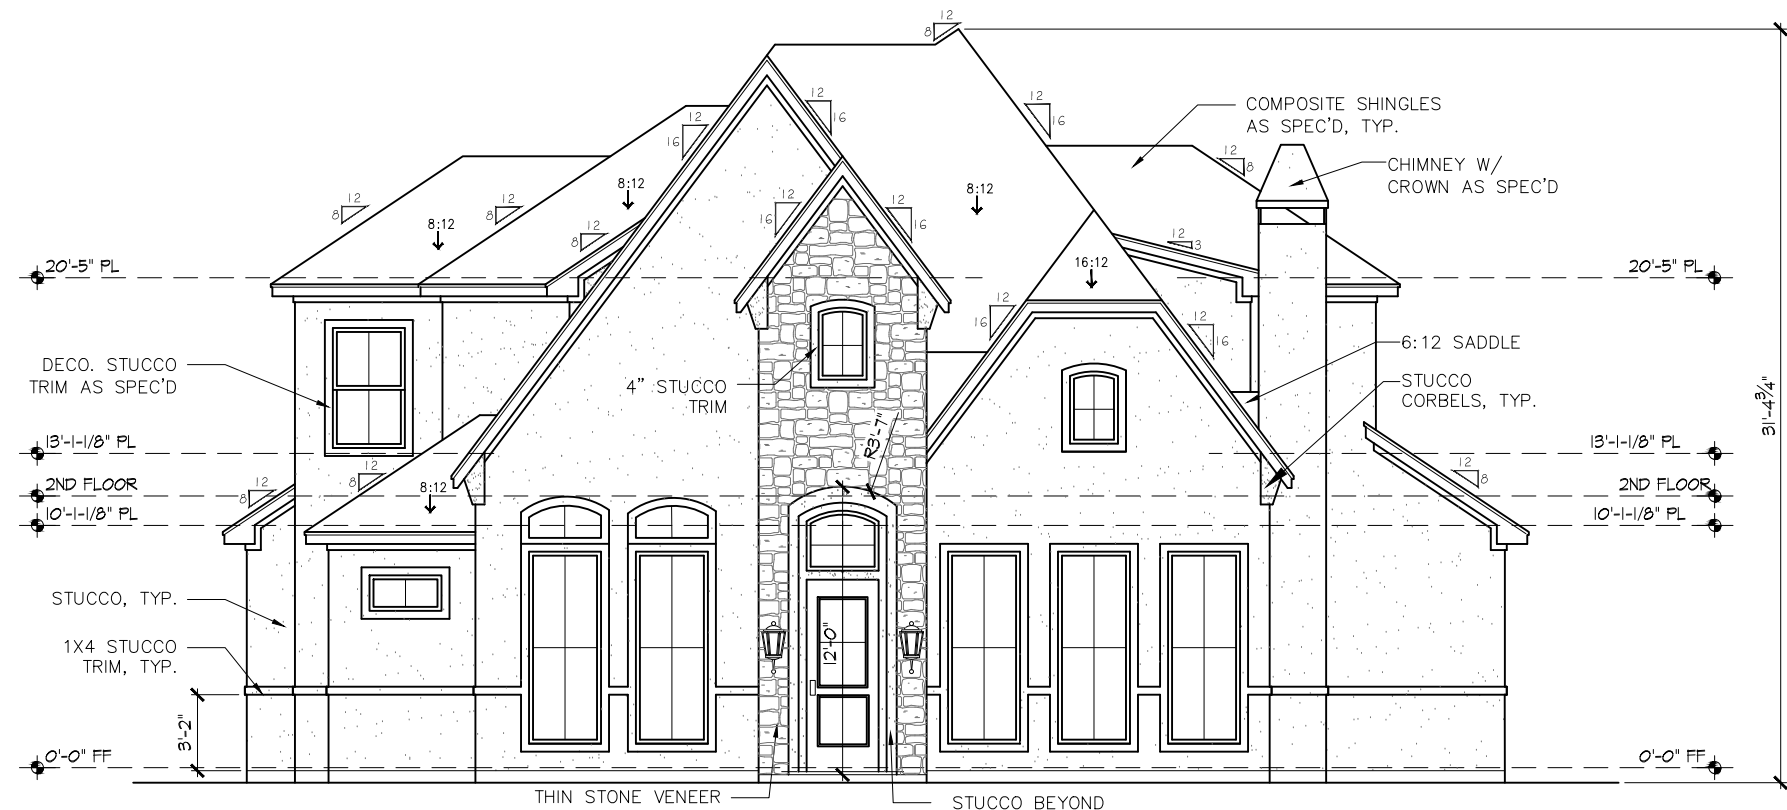 12
8
12
16
COMPOSITE SHINGLES
AS SPEC'D, TYP.
12
16
12
16
12
8
CHIMNEY W/
CROWN AS SPEC'D
8:12
8:12
12
8
12
8
8:12
12
16
12
16
12
8
12
3
20'-5" PL
16:12
20'-5" PL
12
16
12
16
6:12 SADDLE
DECO. STUCCO
TRIM AS SPEC'D
4" STUCCO
TRIM
STUCCO
CORBELS, TYP.
31'-4 3/4"
R3'-7"
13'-1-1/8" PL
13'-1-1/8" PL
12
8
12
8
8:12
12
8
2ND FLOOR
2ND FLOOR
10'-1-1/8" PL
10'-1-1/8" PL
STUCCO, TYP.
1X4 STUCCO
TRIM, TYP.
12'-0"
3'-2"
0'-0" FF
0'-0" FF
THIN STONE VENEER
STUCCO BEYOND